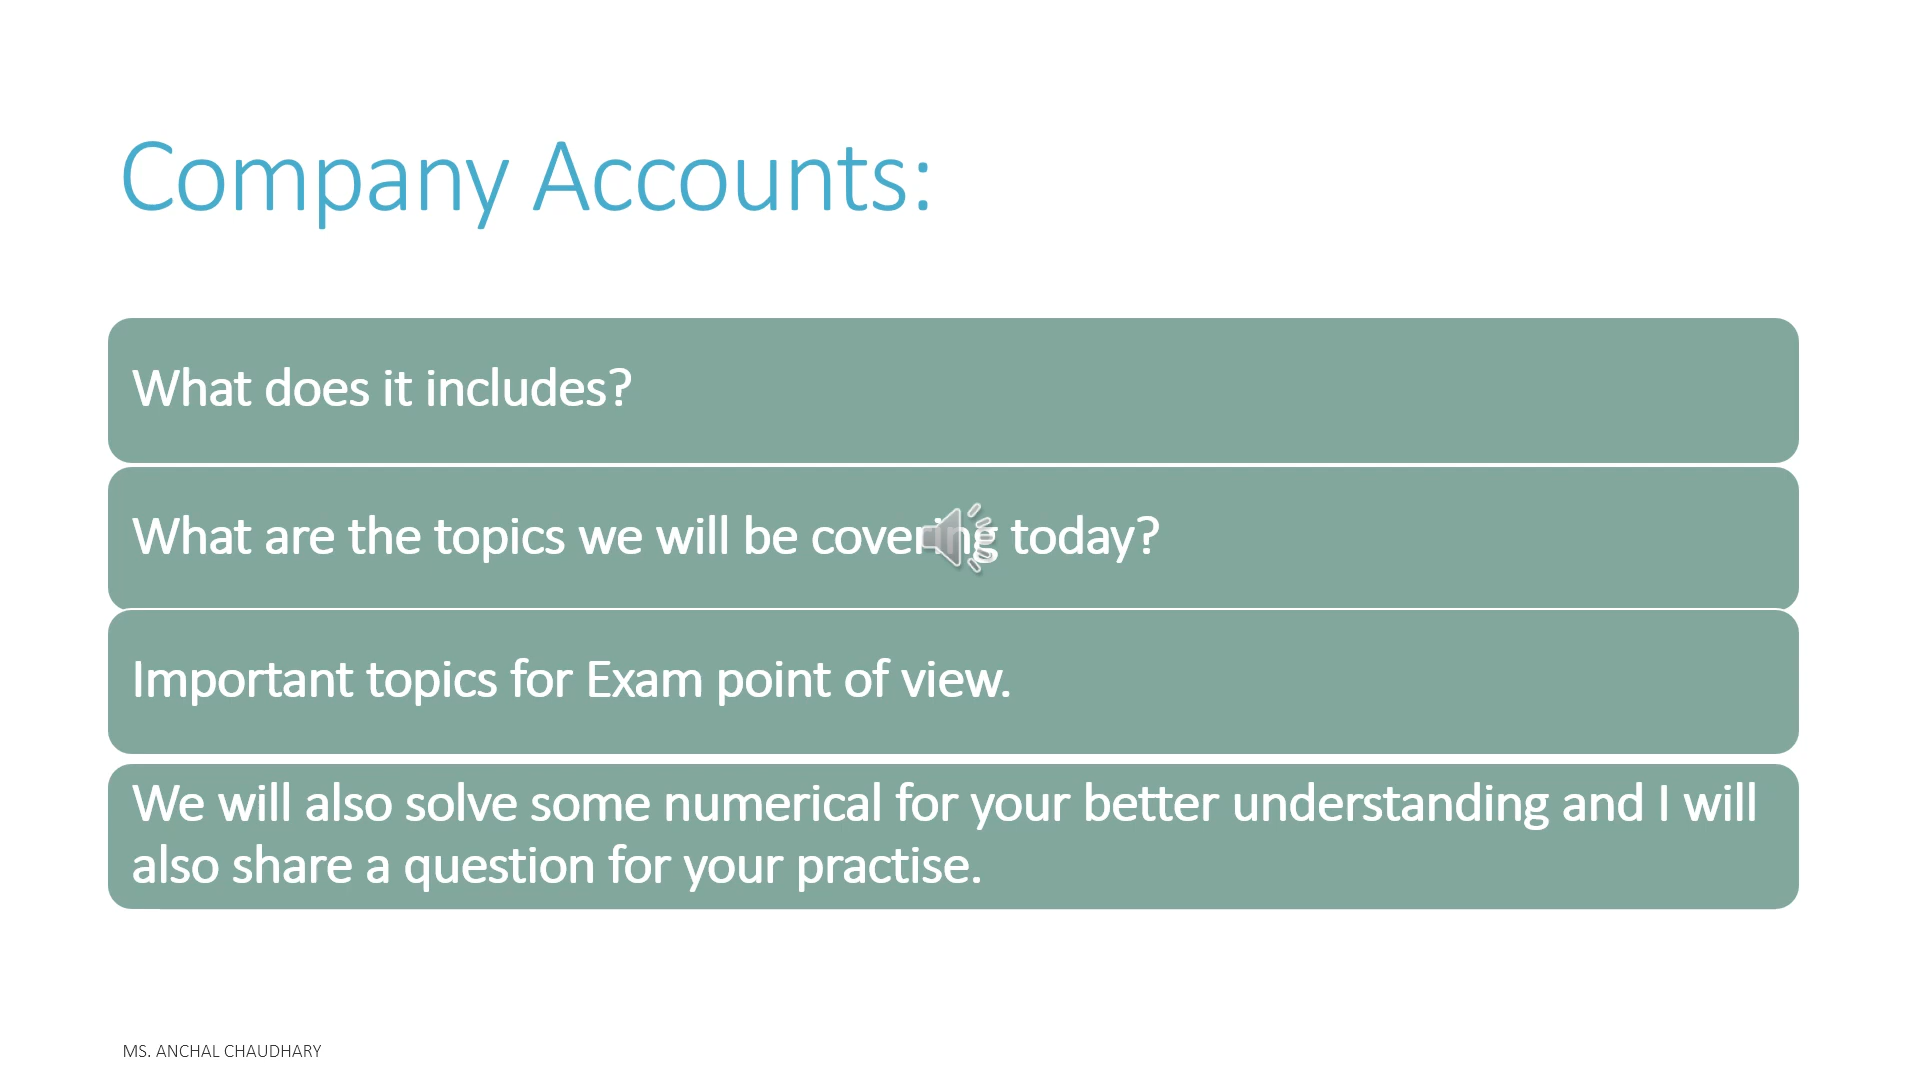 Company Accounts:
What does it includes?
What are the topics we will be covering today?
Important topics for Exam point of view.
We will also solve some numerical for your better understanding and I will
also share a question for your practise.
MS. ANCHAL CHAUDHARY